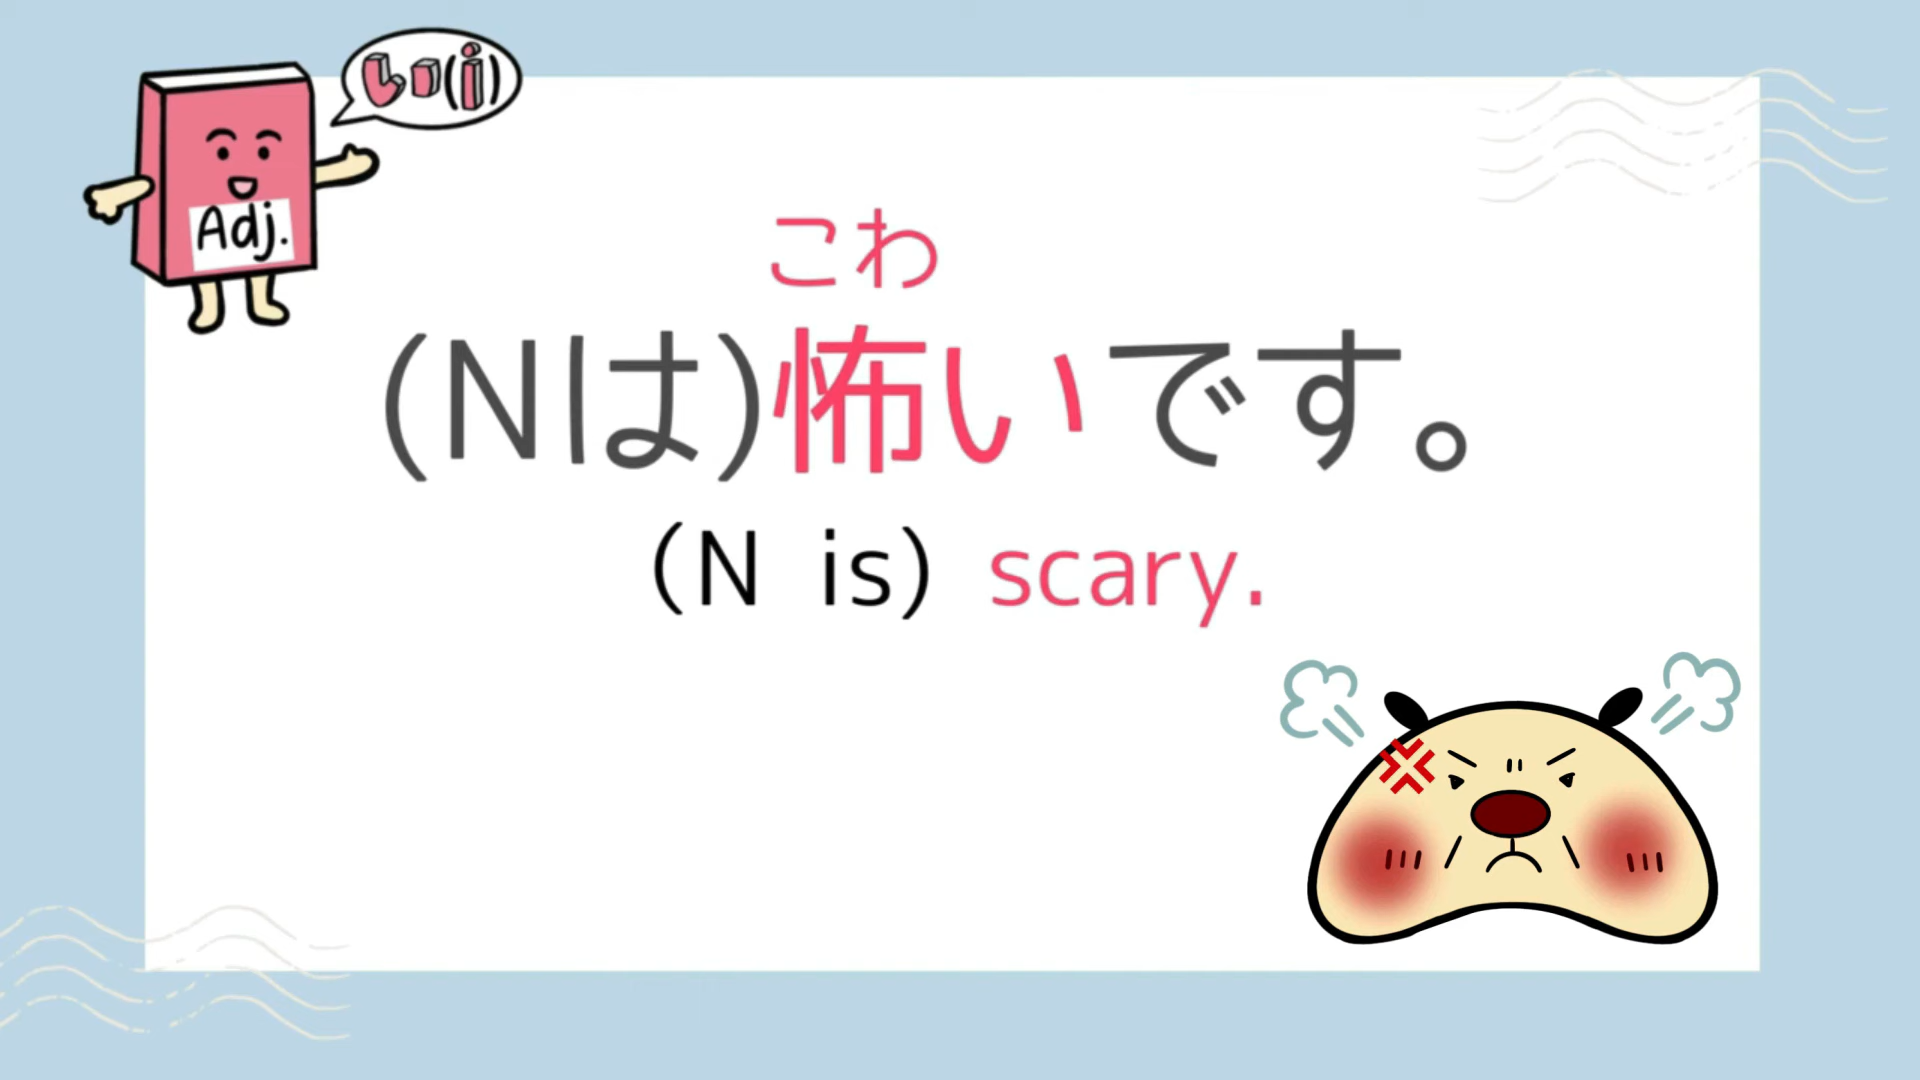 い(i)
Adj.
こわ
(Nは)怖いです。
(N is) scary.